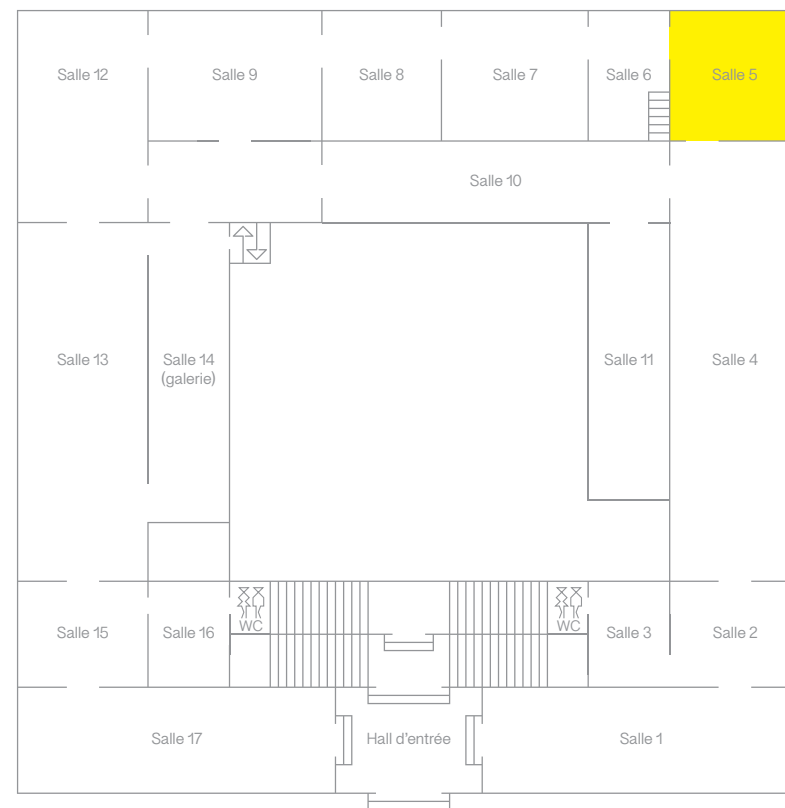 Salle 12
Salle 9
Salle 8
Salle 7
Salle 6
Salle 5
Salle 10
Salle 13
Salle 14
(galerie)
Salle 11
Salle 4
WC
WC
Salle 15
Salle 16
Salle 3
Salle 2
Salle 17
Hall d'entrée
Salle 1